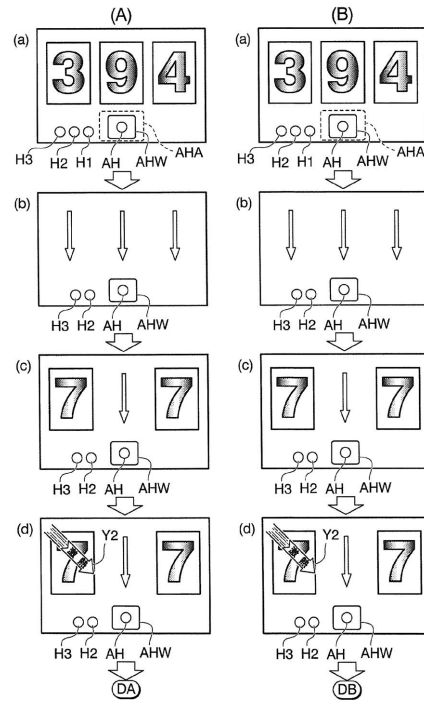 (A) (B)
(a) (a)
3 9 4 3 9 4
H3 H2 H1 AH AHW AHA H3 H2 H1 AH AHW AHA
(b) (b)
H3 H2 AH AHW H3 H2 AH AHW
(c) (c)
7 7 7 7
H3 H2 AH AHW H3 H2 AH AHW
(d) (d)
7 Y2 7 7 Y2 7
H3 H2 AH AHW H3 H2 AH AHW
DA DB